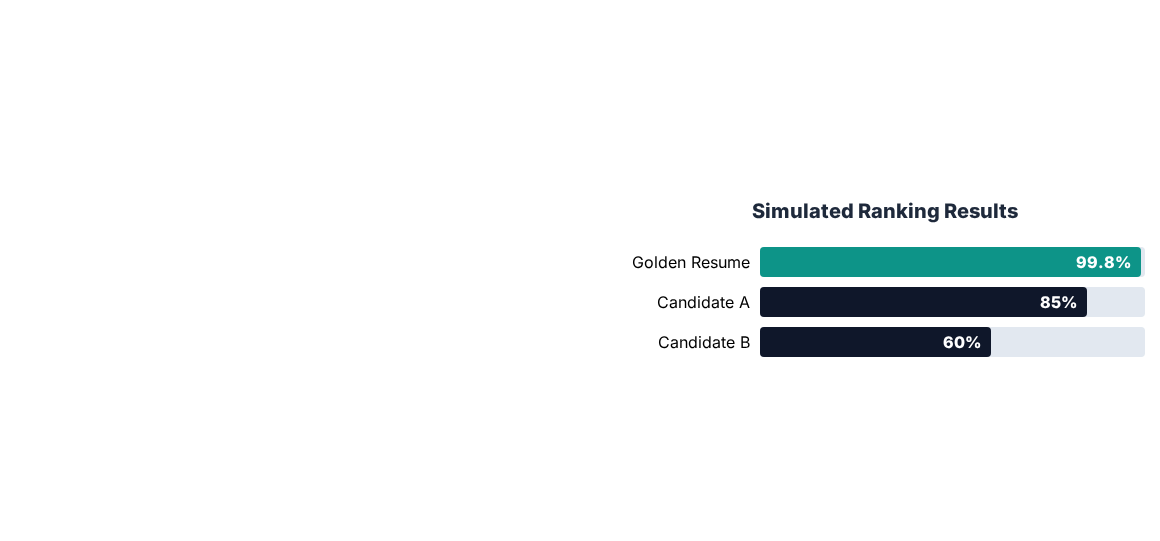 Simulated Ranking Results
Golden Resume 99.8%
Candidate A 85%
Candidate B 60%